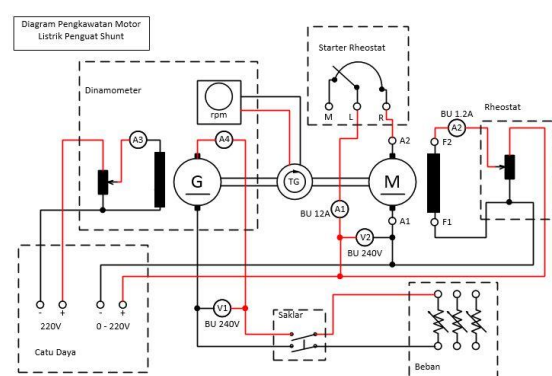 Diagram Pengkawatan Motor
Listrik Penguat Shunt
Starter Rheostat
M L R
Dinamometer
rpm
A3
A4
G
TG
M
A2
A1
BU 12A
A1
V2
BU 240V
F2
F1
BU 1.2A
A2
Rheostat
- + - +
220V 0 - 220V
Catu Daya
V1
BU 240V
Saklar
Beban